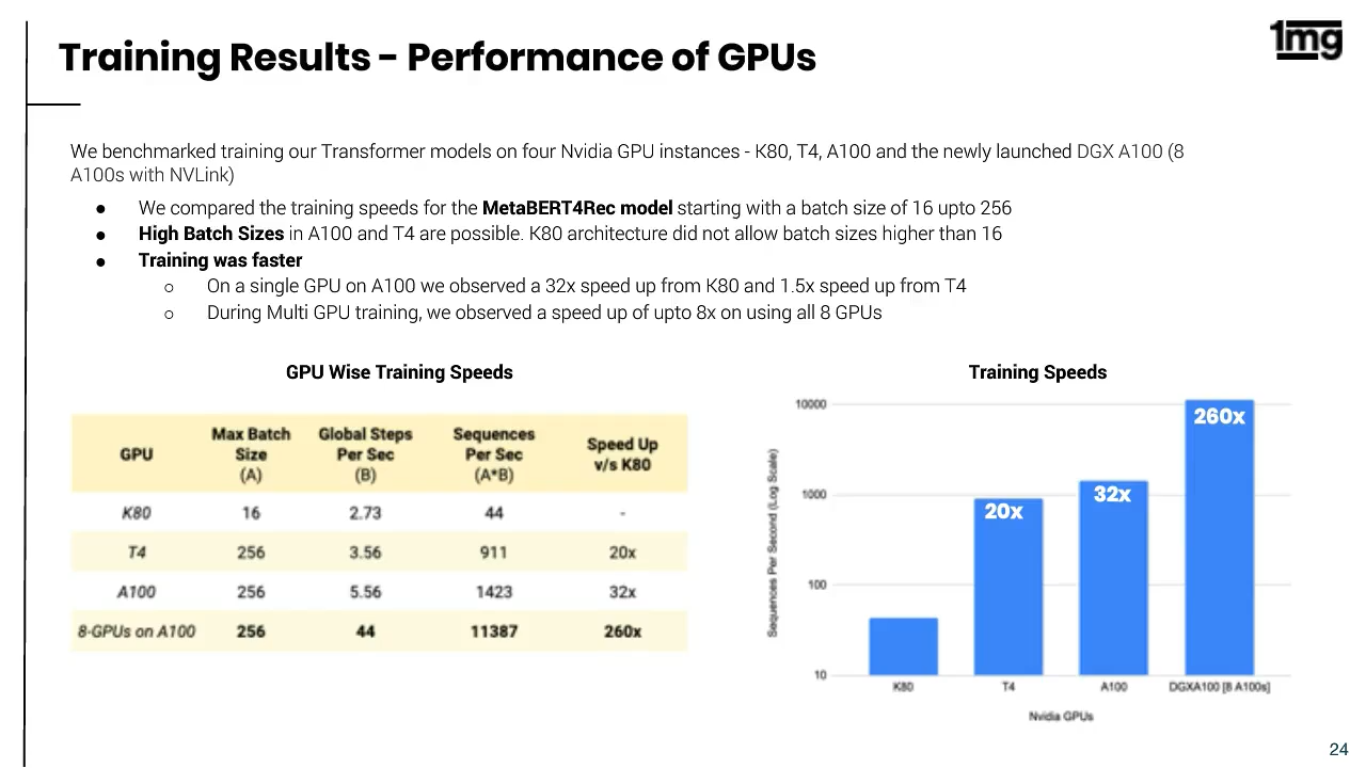 1mg
Training Results - Performance of GPUs
We benchmarked training our Transformer models on four Nvidia GPU instances - K80, T4, A100 and the newly launched DGX A100 (8
A100s with NVLink)
● We compared the training speeds for the MetaBERT4Rec model starting with a batch size of 16 upto 256
● High Batch Sizes in A100 and T4 are possible. K80 architecture did not allow batch sizes higher than 16
● Training was faster
○ On a single GPU on A100 we observed a 32x speed up from K80 and 1.5x speed up from T4
○ During Multi GPU training, we observed a speed up of upto 8x on using all 8 GPUs
GPU Wise Training Speeds
GPU Max Batch Size (A) Global Steps Per Sec (B) Sequences Per Sec (A*B) Speed Up v/s K80
K80 16 2.73 44 -
T4 256 3.56 911 20x
A100 256 5.56 1423 32x
8-GPUs on A100 256 44 11387 260x
Training Speeds
Sequences Per Second (Log Scale)
10000
1000
100
10
20x
32x
260x
K80 T4 A100 DGXA100 [8 A100s]
Nvidia GPUs
24